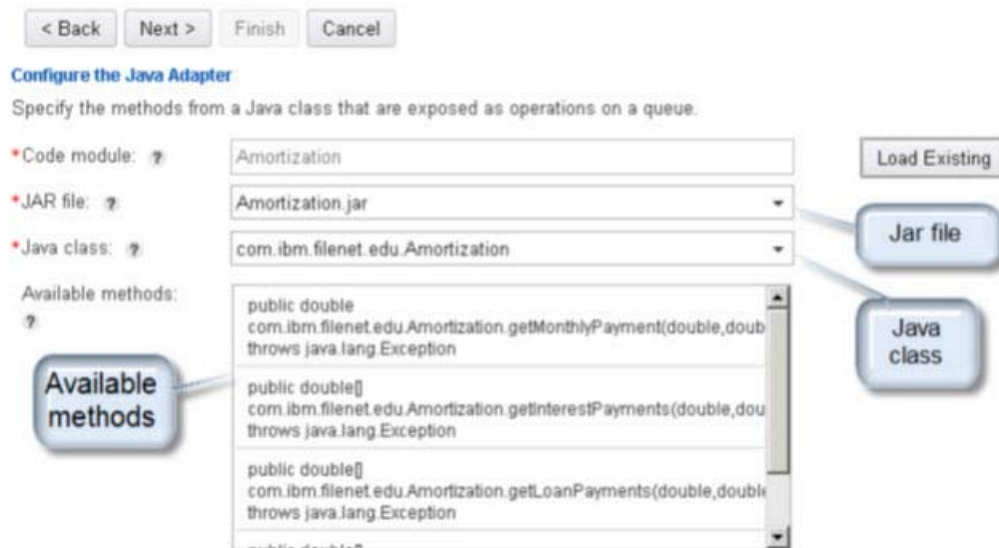 < Back Next > Finish Cancel
Configure the Java Adapter
Specify the methods from a Java class that are exposed as operations on a queue.
*Code module: ? Amortization Load Existing
*JAR file: ? Amortization.jar
Jar file
*Java class: ? com.ibm.filenet.edu.Amortization
Java class
Available methods: ?
Available methods
public double
com.ibm.filenet.edu.Amortization.getMonthlyPayment(double,doub
throws java.lang.Exception
public double[]
com.ibm.filenet.edu.Amortization.getInterestPayments(double,dou
throws java.lang.Exception
public double[]
com.ibm.filenet.edu.Amortization.getLoanPayments(double,double
throws java.lang.Exception
public double[]